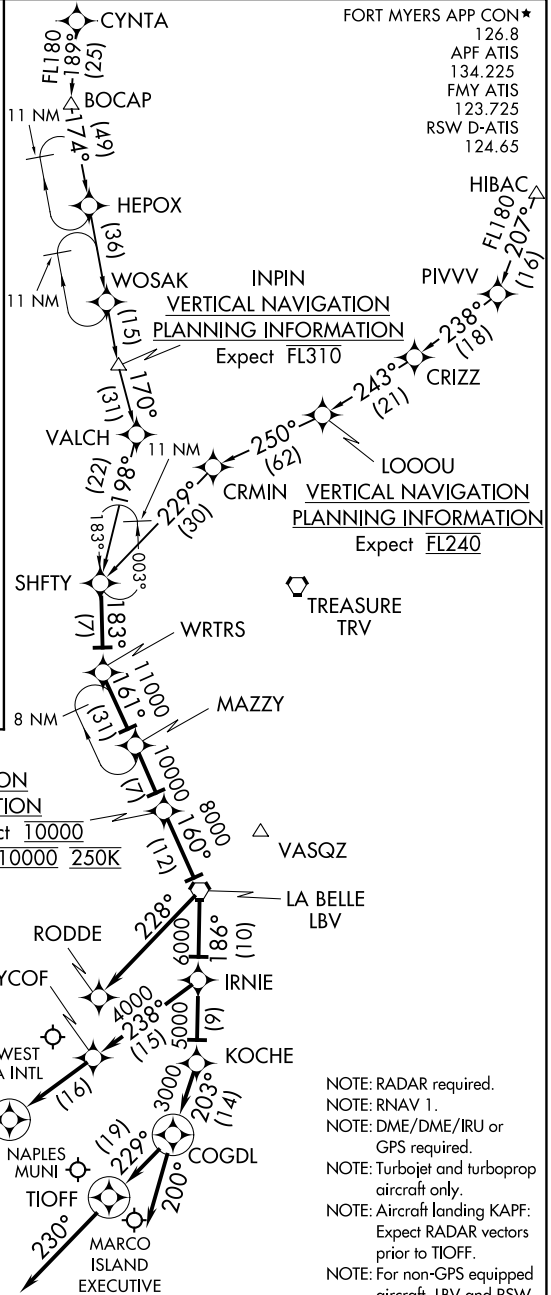 CYNTA
FL180
189°
(25)
BOCAP
11 NM
174°
(49)
HEPOX
(36)
11 NM
WOSAK
(15)
170°
(31)
VALCH
FORT MYERS APP CON★
126.8
APF ATIS
134.225
FMY ATIS
123.725
RSW D-ATIS
124.65
HIBAC
FL180
207°
(16)
PIVVV
238°
(18)
CRIZZ
243°
(21)
INPIN
VERTICAL NAVIGATION
PLANNING INFORMATION
Expect FL310
LOOOU
VERTICAL NAVIGATION
PLANNING INFORMATION
Expect FL240
250°
(62)
CRMIN
229°
(30)
198°
(22)
11 NM
183°
003°
SHFTY
TREASURE
TRV
183°
(7)
WRTRS
11000
161°
(31)
8 NM
MAZZY
10000
(7)
ON
TION
ct 10000
10000 250K
8000
160°
(12)
VASQZ
LA BELLE
LBV
228°
6000
186°
(10)
RODDE
IRNIE
YCOF
4000
238°
(15)
5000
(9)
KOCHE
WEST
A INTL
(16)
3000
203°
(14)
COGDL
NAPLES
MUNI
(19)
229°
200°
TIOFF
230°
MARCO
ISLAND
EXECUTIVE
NOTE: RADAR required.
NOTE: RNAV 1.
NOTE: DME/DME/IRU or
GPS required.
NOTE: Turbojet and turboprop
aircraft only.
NOTE: Aircraft landing KAPF:
Expect RADAR vectors
prior to TIOFF.
NOTE: For non-GPS equipped
aircraft, LBV and RSW